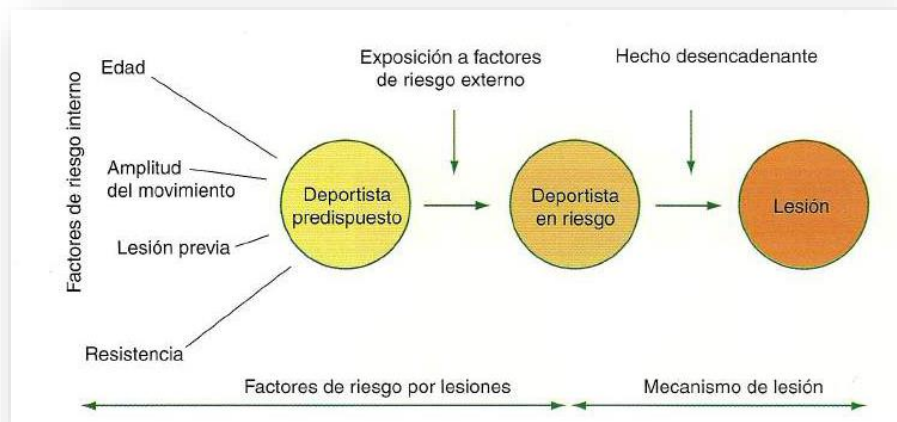 Factores de riesgo interno
Edad
Amplitud
del movimiento
Lesión previa
Resistencia
Deportista
predispuesto
Exposición a factores
de riesgo externo
Deportista
en riesgo
Hecho desencadenante
Lesión
Factores de riesgo por lesiones
Mecanismo de lesión